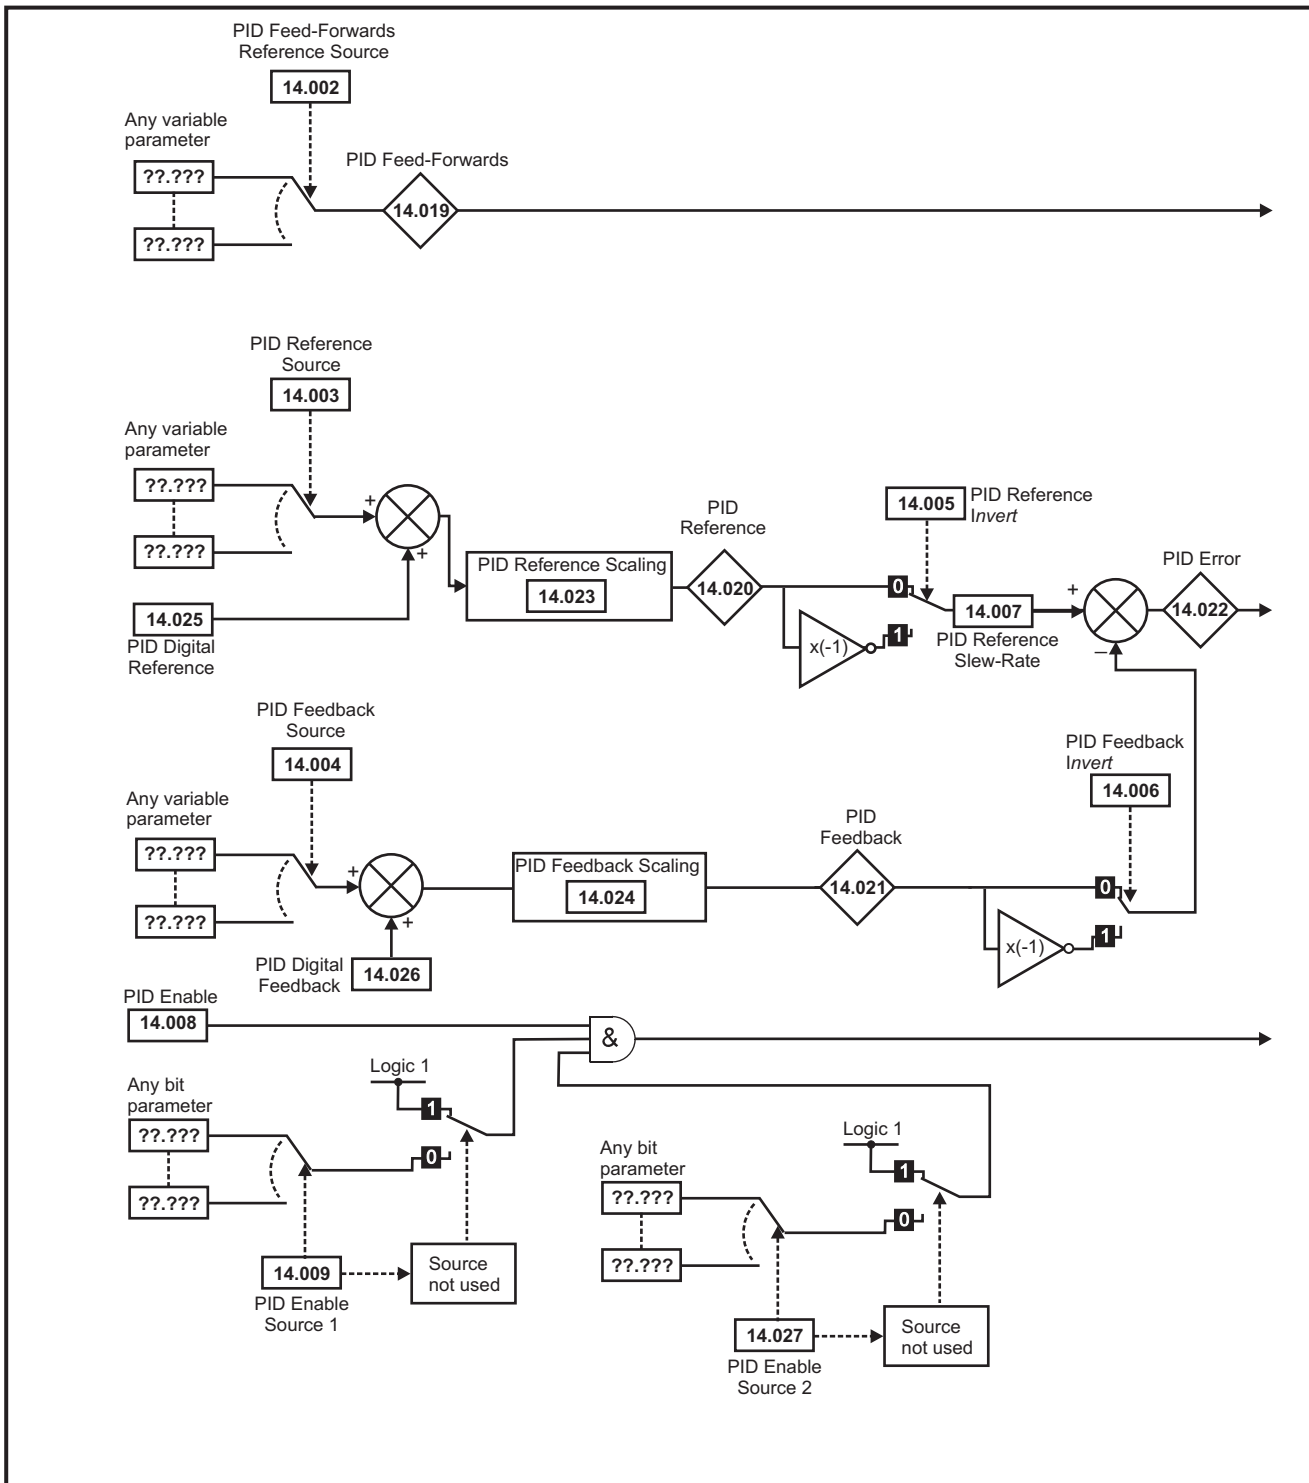 PID Feed-Forwards
Reference Source
14.002
Any variable
parameter
??.???
??.???
PID Feed-Forwards
14.019
PID Reference
Source
14.003
Any variable
parameter
??.???
??.???
+
+
14.025
PID Digital
Reference
PID Reference Scaling
14.023
PID
Reference
14.020
14.005
PID Reference
Invert
0
1
x(-1)
14.007
PID Reference
Slew-Rate
+
–
PID Error
14.022
PID Feedback
Source
14.004
Any variable
parameter
??.???
??.???
+
+
PID Digital
Feedback
14.026
PID Feedback Scaling
14.024
PID
Feedback
14.021
PID Feedback
Invert
14.006
0
1
x(-1)
PID Enable
14.008
&
Any bit
parameter
??.???
??.???
Logic 1
1
0
14.009
PID Enable
Source 1
Source
not used
Any bit
parameter
??.???
??.???
Logic 1
1
0
14.027
PID Enable
Source 2
Source
not used